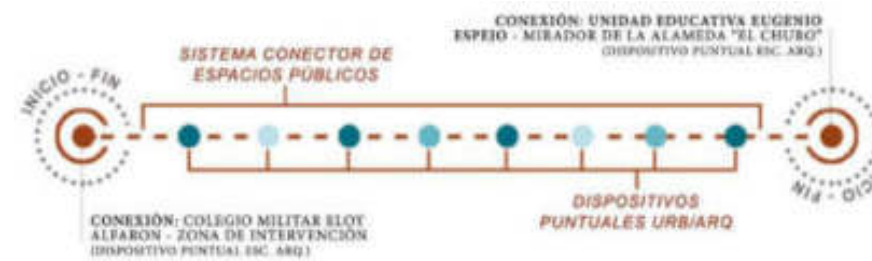 CONEXIÓN: UNIDAD EDUCATIVA EUGENIO
ESPEJO - MIRADOR DE LA ALAMEDA "EL CHURO"
(DISPOSITIVO PUNTUAL ESC. ARQ.)
SISTEMA CONECTOR DE
ESPACIOS PÚBLICOS
INICIO - FIN
INICIO - FIN
DISPOSITIVOS
PUNTUALES URB/ARQ
CONEXIÓN: COLEGIO MILITAR ELOY
ALFARON - ZONA DE INTERVENCIÓN
(DISPOSITIVO PUNTUAL ESC. ARQ.)